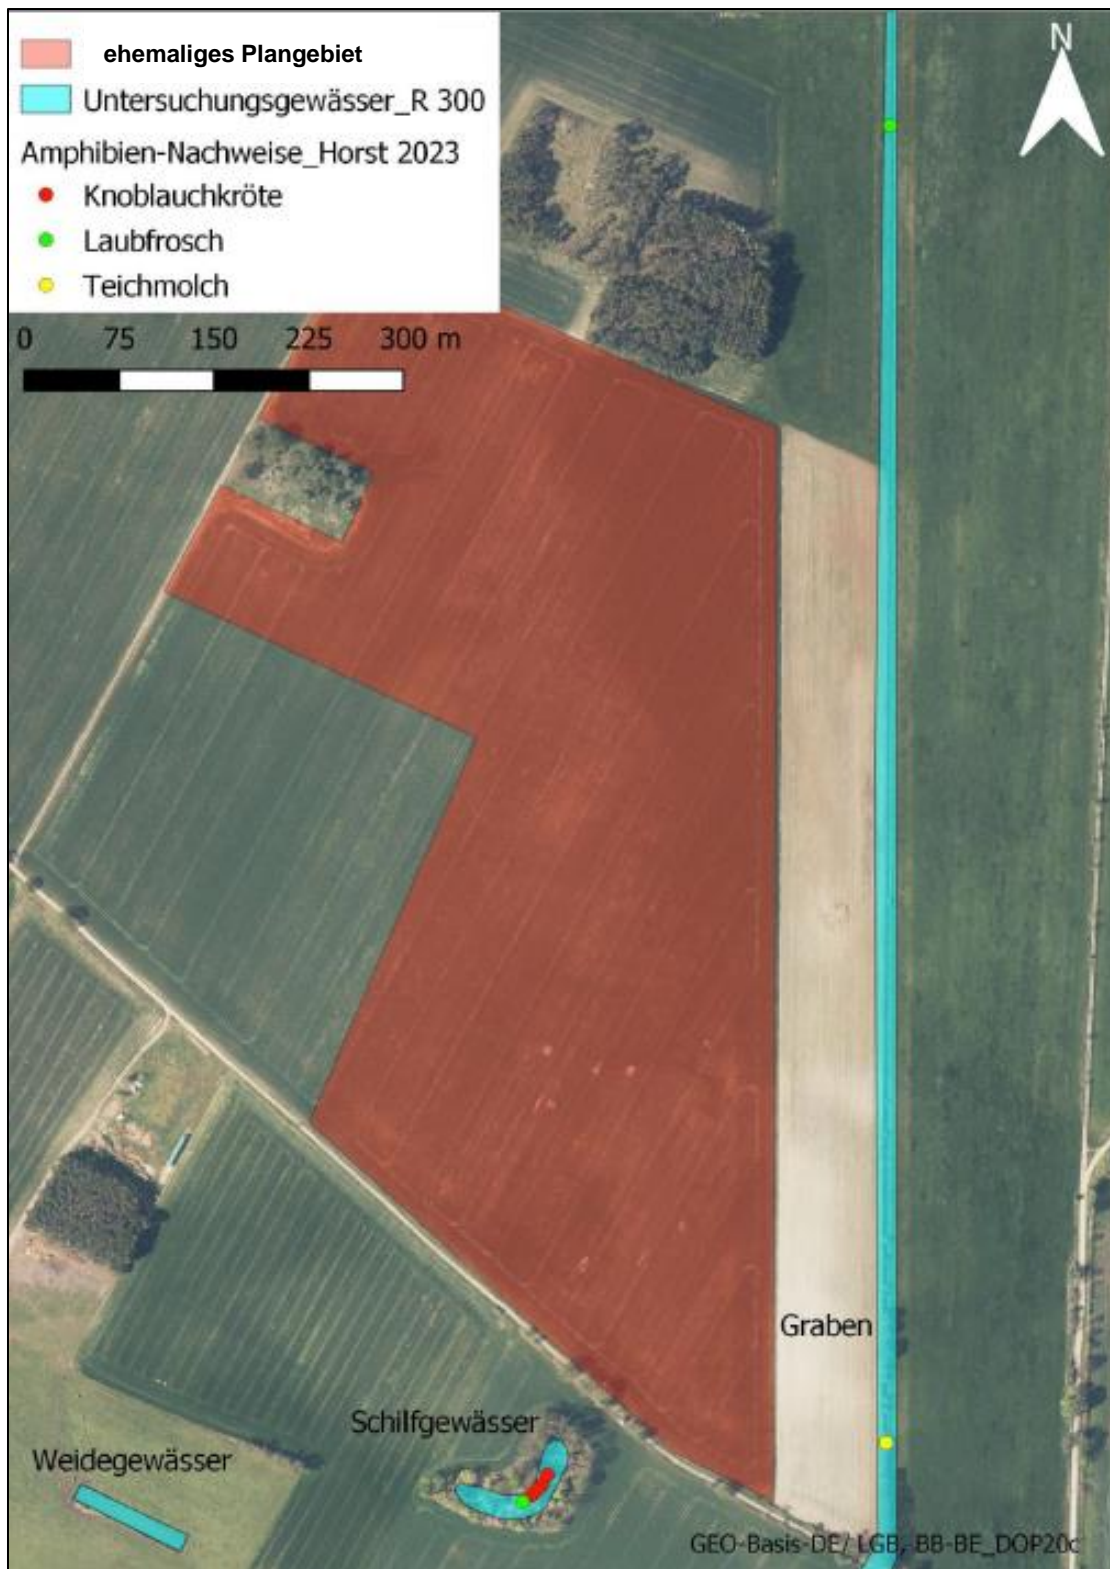 ehemaliges Plangebiet
Untersuchungsgewässer_R 300
Amphibien-Nachweise_Horst 2023
Knoblauchkröte
Laubfrosch
Teichmolch
N
0 75 150 225 300 m
Graben
Schilfgewässer
Weidegewässer
GEO-Basis-DE/ LGB, BB-BE_DOP20c